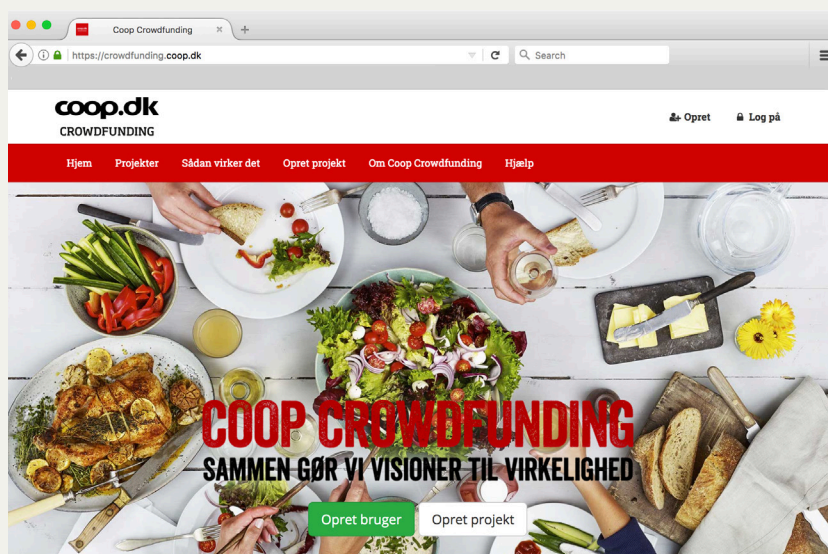 Coop Crowdfunding
https://crowdfunding.coop.dk
Search
coop.dk
CROWDFUNDING
Opret
Log på
Hjem
Projekter
Sådan virker det
Opret projekt
Om Coop Crowdfunding
Hjælp
COOP CROWDFUNDING
SAMMEN GØR VI VISIONER TIL VIRKELIGHED
Opret bruger
Opret projekt